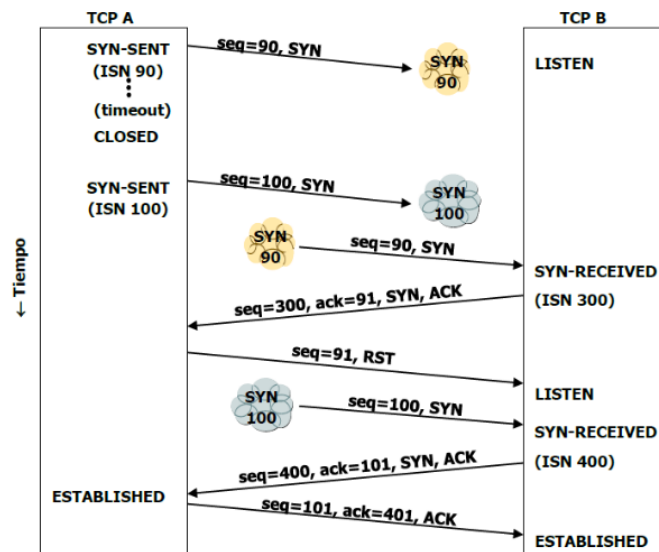 TCP A
TCP B
SYN-SENT
(ISN 90)
(timeout)
CLOSED
seq=90, SYN
SYN
90
LISTEN
SYN-SENT
(ISN 100)
seq=100, SYN
SYN
100
← Tiempo
SYN
90
seq=90, SYN
SYN-RECEIVED
(ISN 300)
seq=300, ack=91, SYN, ACK
seq=91, RST
LISTEN
SYN
100
seq=100, SYN
SYN-RECEIVED
(ISN 400)
seq=400, ack=101, SYN, ACK
ESTABLISHED
seq=101, ack=401, ACK
ESTABLISHED